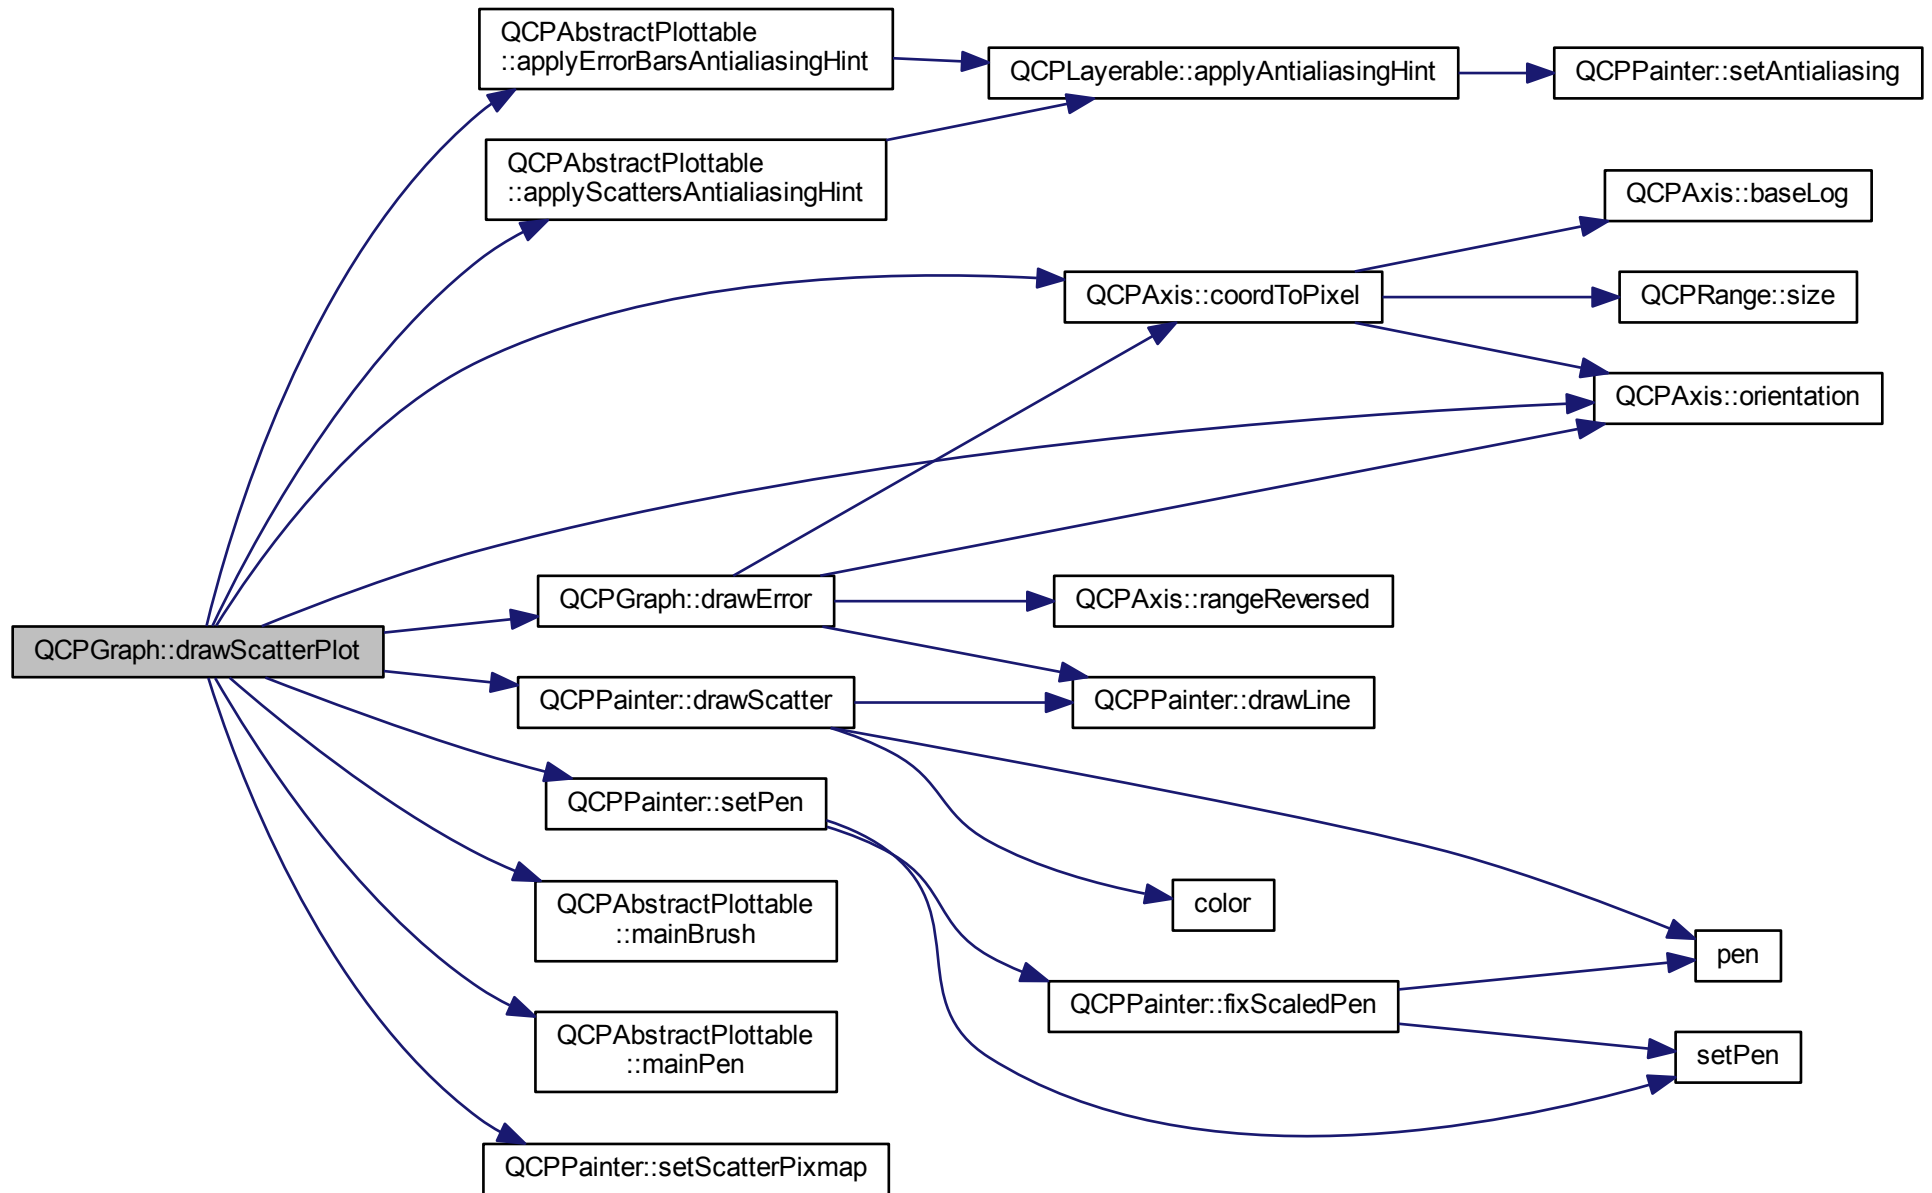 QCPAbstractPlottable
::applyErrorBarsAntialiasingHint
QCPLayerable::applyAntialiasingHint
QCPPainter::setAntialiasing
QCPAbstractPlottable
::applyScattersAntialiasingHint
QCPAxis::baseLog
QCPAxis::coordToPixel
QCPRange::size
QCPAxis::orientation
QCPGraph::drawError
QCPAxis::rangeReversed
QCPGraph::drawScatterPlot
QCPPainter::drawScatter
QCPPainter::drawLine
QCPPainter::setPen
QCPAbstractPlottable
::mainBrush
color
pen
QCPPainter::fixScaledPen
QCPAbstractPlottable
::mainPen
setPen
QCPPainter::setScatterPixmap